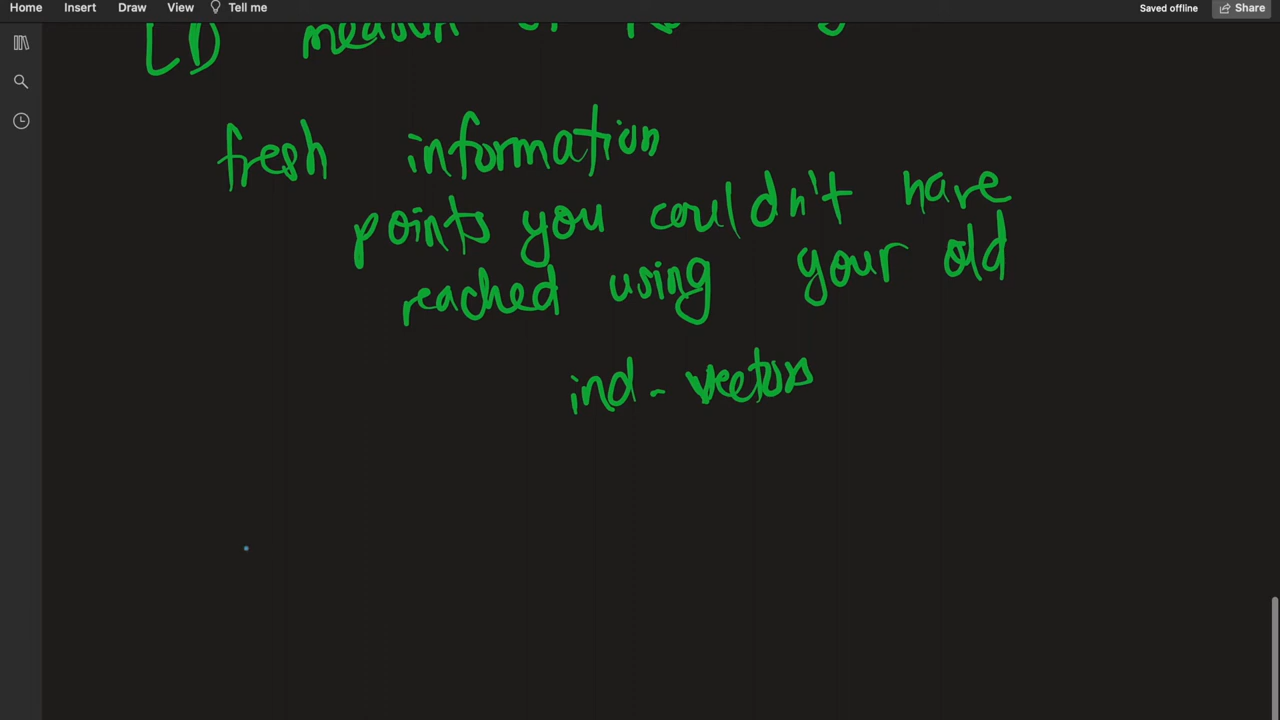 Home Insert Draw View Tell me Saved offline Share
LD
fresh information
points you couldn't have
reached using your old
ind - vectors